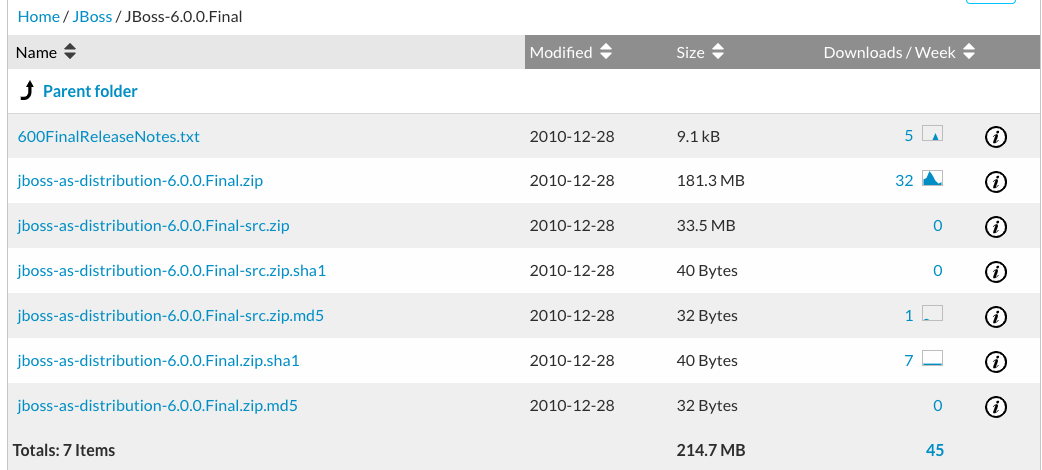 Home / JBoss / JBoss-6.0.0.Final
Name Modified Size Downloads / Week
Parent folder
600FinalReleaseNotes.txt 2010-12-28 9.1 kB 5
jboss-as-distribution-6.0.0.Final.zip 2010-12-28 181.3 MB 32
jboss-as-distribution-6.0.0.Final-src.zip 2010-12-28 33.5 MB 0
jboss-as-distribution-6.0.0.Final-src.zip.sha1 2010-12-28 40 Bytes 0
jboss-as-distribution-6.0.0.Final-src.zip.md5 2010-12-28 32 Bytes 1
jboss-as-distribution-6.0.0.Final.zip.sha1 2010-12-28 40 Bytes 7
jboss-as-distribution-6.0.0.Final.zip.md5 2010-12-28 32 Bytes 0
Totals: 7 Items 214.7 MB 45